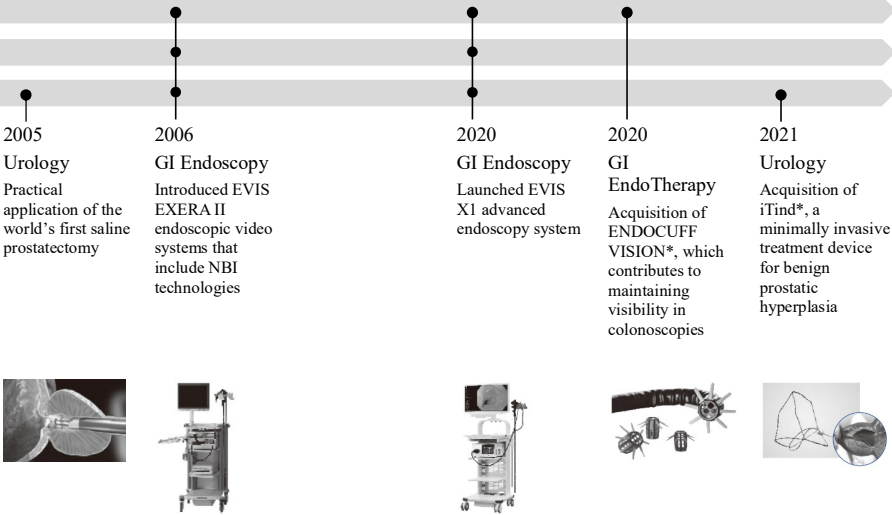 2005
Urology
Practical
application of the
world's first saline
prostatectomy
2006
GI Endoscopy
Introduced EVIS
EXERA II
endoscopic video
systems that
include NBI
technologies
2020
GI Endoscopy
Launched EVIS
X1 advanced
endoscopy system
2020
GI
EndoTherapy
Acquisition of
ENDOCUFF
VISION*, which
contributes to
maintaining
visibility in
colonoscopies
2021
Urology
Acquisition of
iTind*, a
minimally invasive
treatment device
for benign
prostatic
hyperplasia